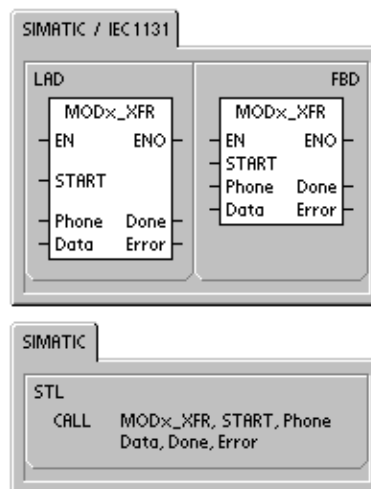 SIMATIC / IEC1131
LAD
MODx_XFR
EN ENO
START
Phone Done
Data Error
FBD
MODx_XFR
EN ENO
START
Phone Done
Data Error
SIMATIC
STL
CALL MODx_XFR, START, Phone
Data, Done, Error